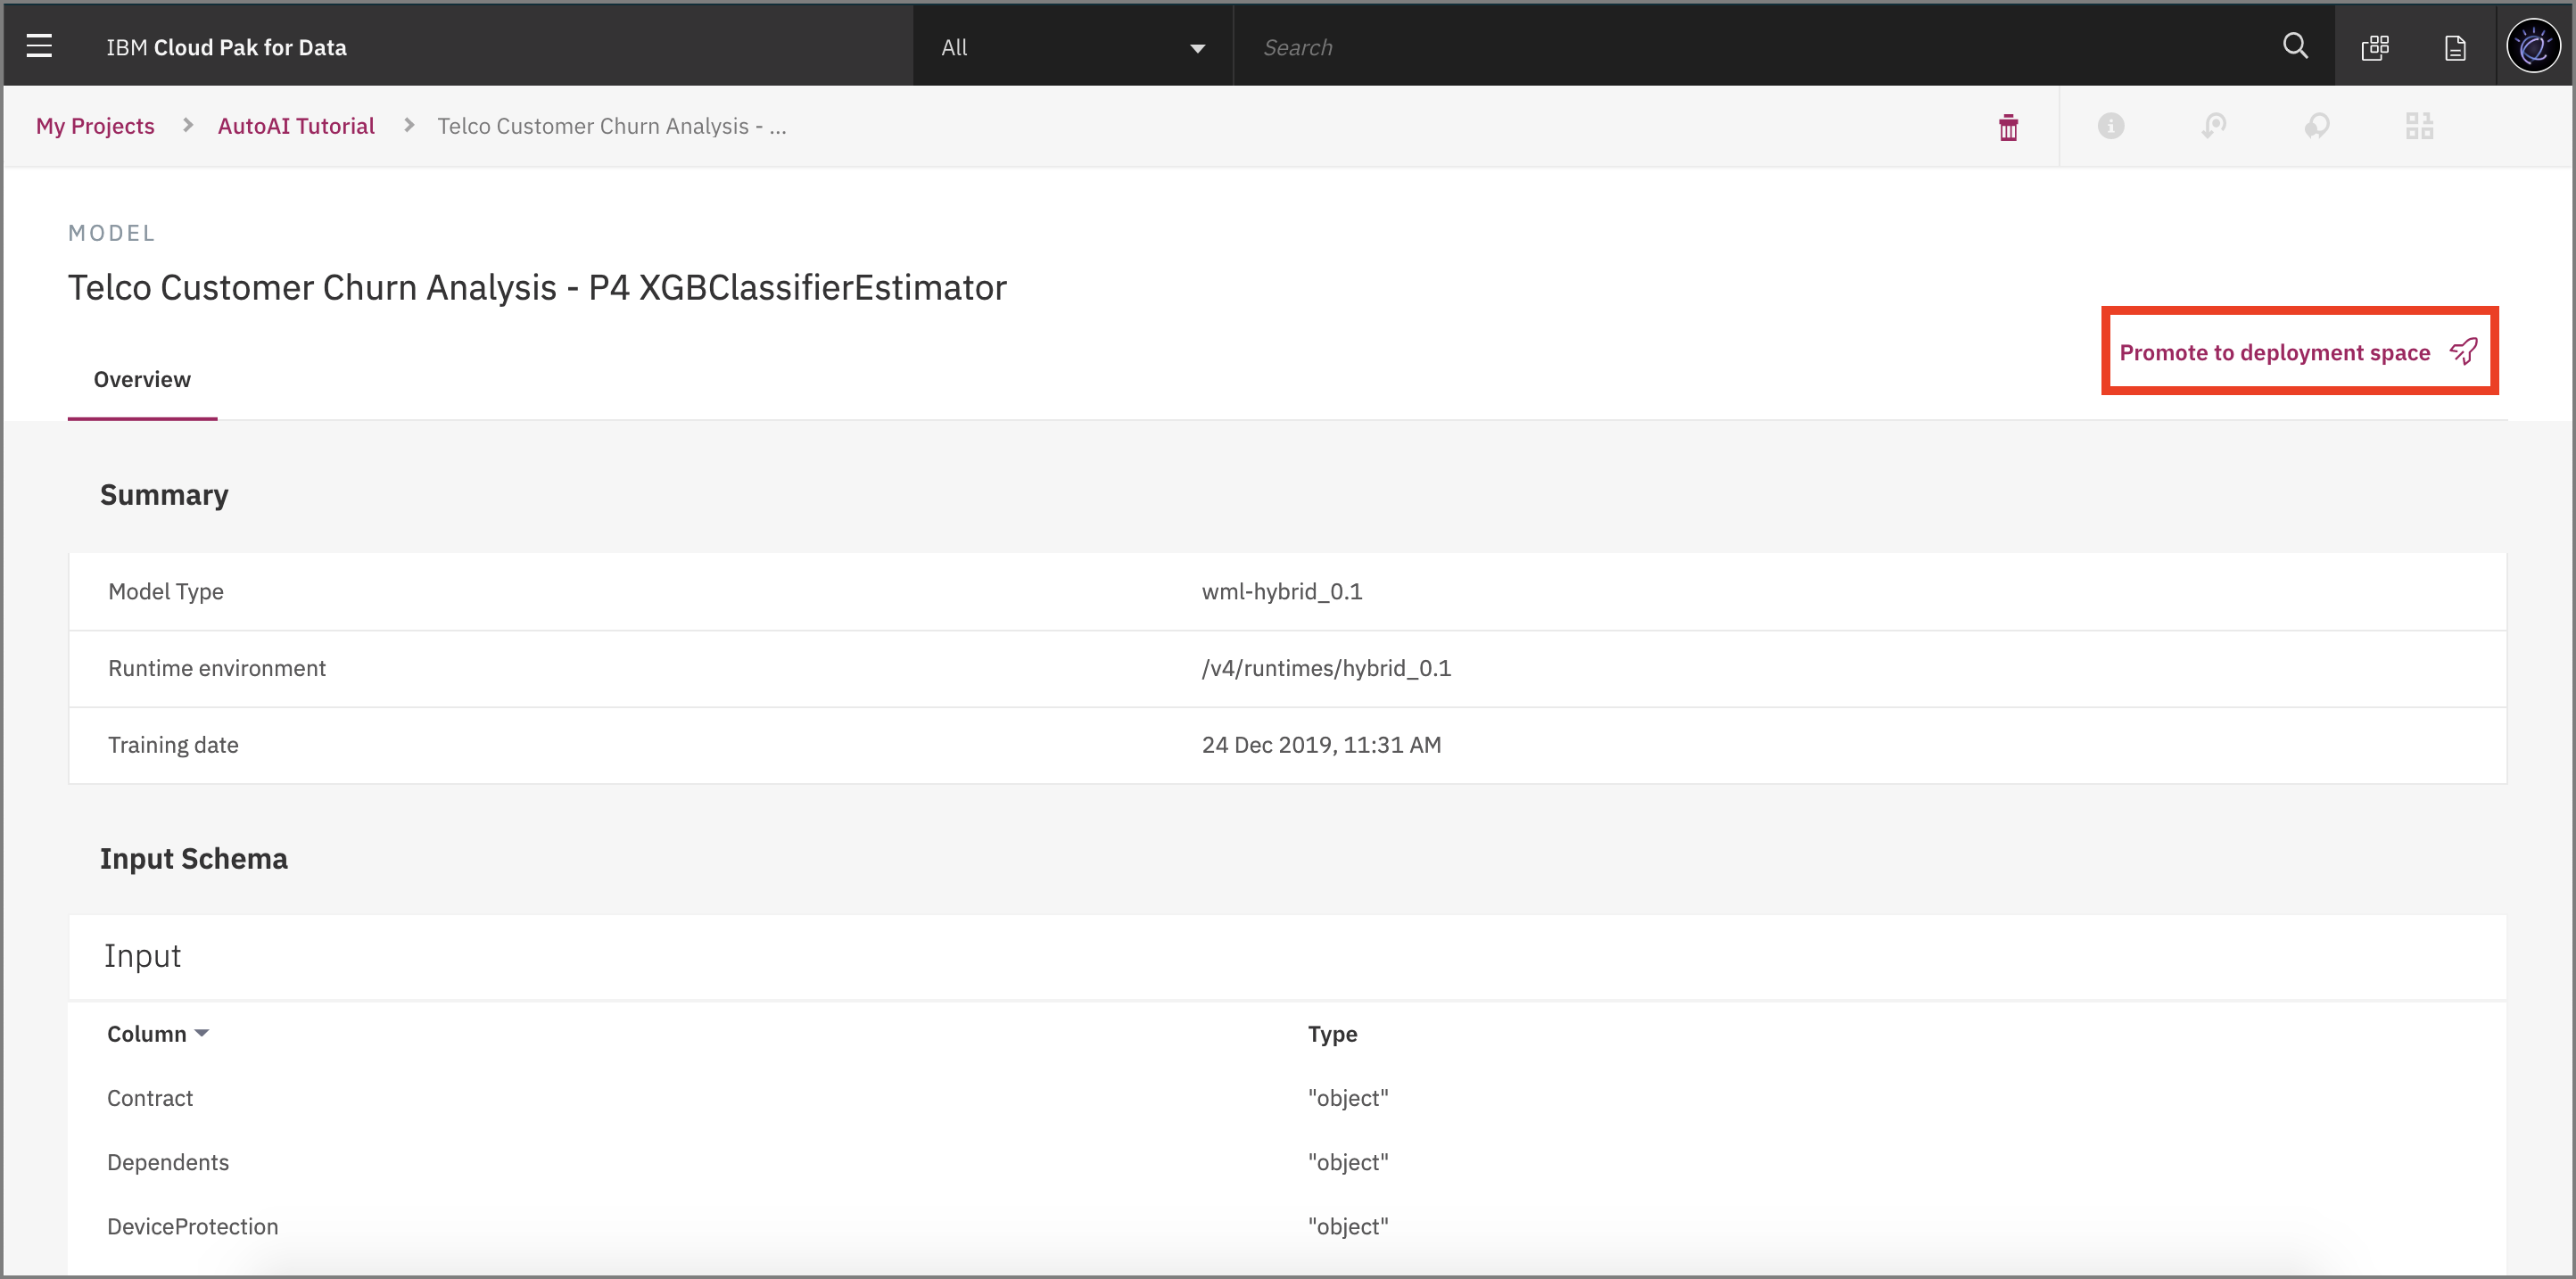 IBM Cloud Pak for Data
All
Search
My Projects > AutoAI Tutorial > Telco Customer Churn Analysis - ...
MODEL
Telco Customer Churn Analysis - P4 XGBClassifierEstimator
Promote to deployment space
Overview
Summary
Model Type wml-hybrid_0.1
Runtime environment /v4/runtimes/hybrid_0.1
Training date 24 Dec 2019, 11:31 AM
Input Schema
Input
Column Type
Contract "object"
Dependents "object"
DeviceProtection "object"